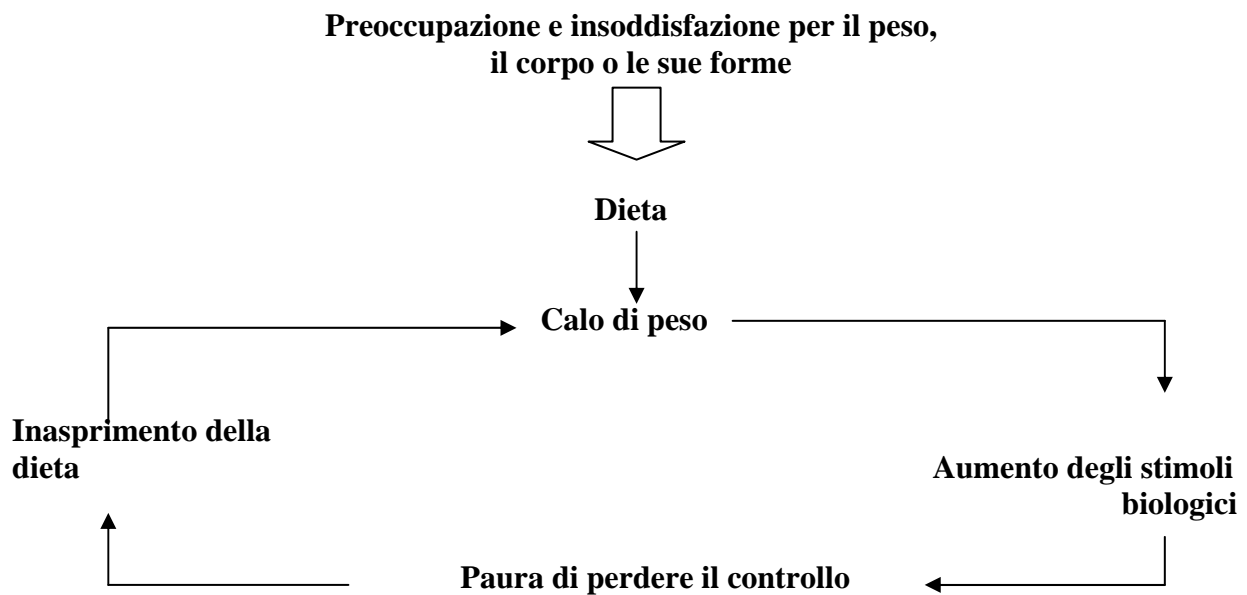 Preoccupazione e insoddisfazione per il peso,
il corpo o le sue forme
Dieta
Calo di peso
Inasprimento della
dieta
Aumento degli stimoli
biologici
Paura di perdere il controllo